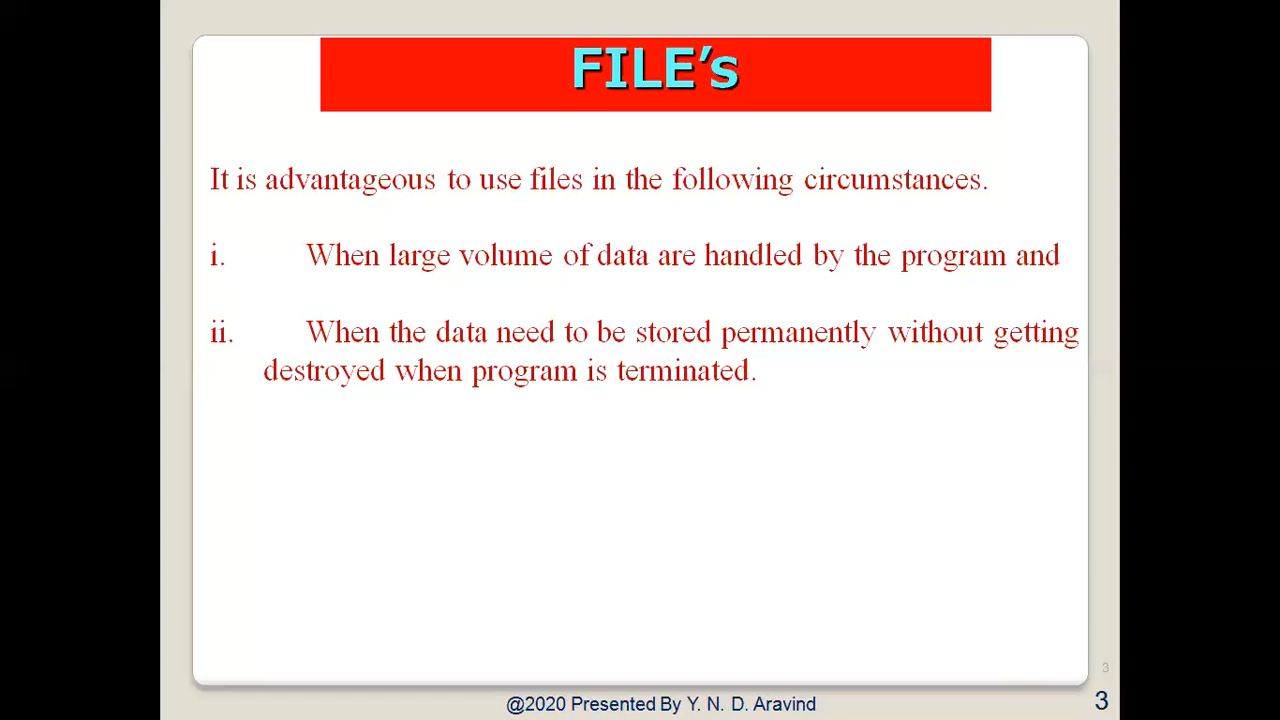 FILE’s
It is advantageous to use files in the following circumstances.
i. When large volume of data are handled by the program and
ii. When the data need to be stored permanently without getting
destroyed when program is terminated.
3
@2020 Presented By Y. N. D. Aravind
3